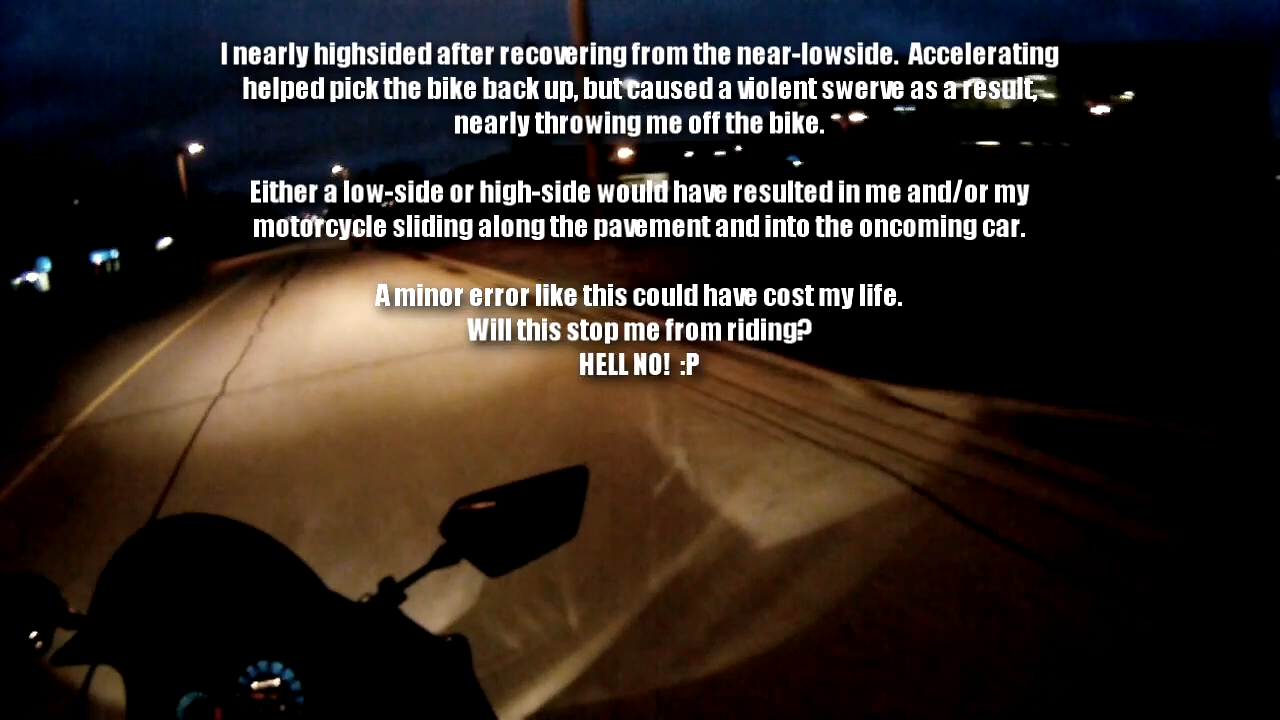 I nearly highsided after recovering from the near-lowside. Accelerating
helped pick the bike back up, but caused a violent swerve as a result,
nearly throwing me off the bike.
Either a low-side or high-side would have resulted in me and/or my
motorcycle sliding along the pavement and into the oncoming car.
A minor error like this could have cost my life.
Will this stop me from riding?
HELL NO! :P